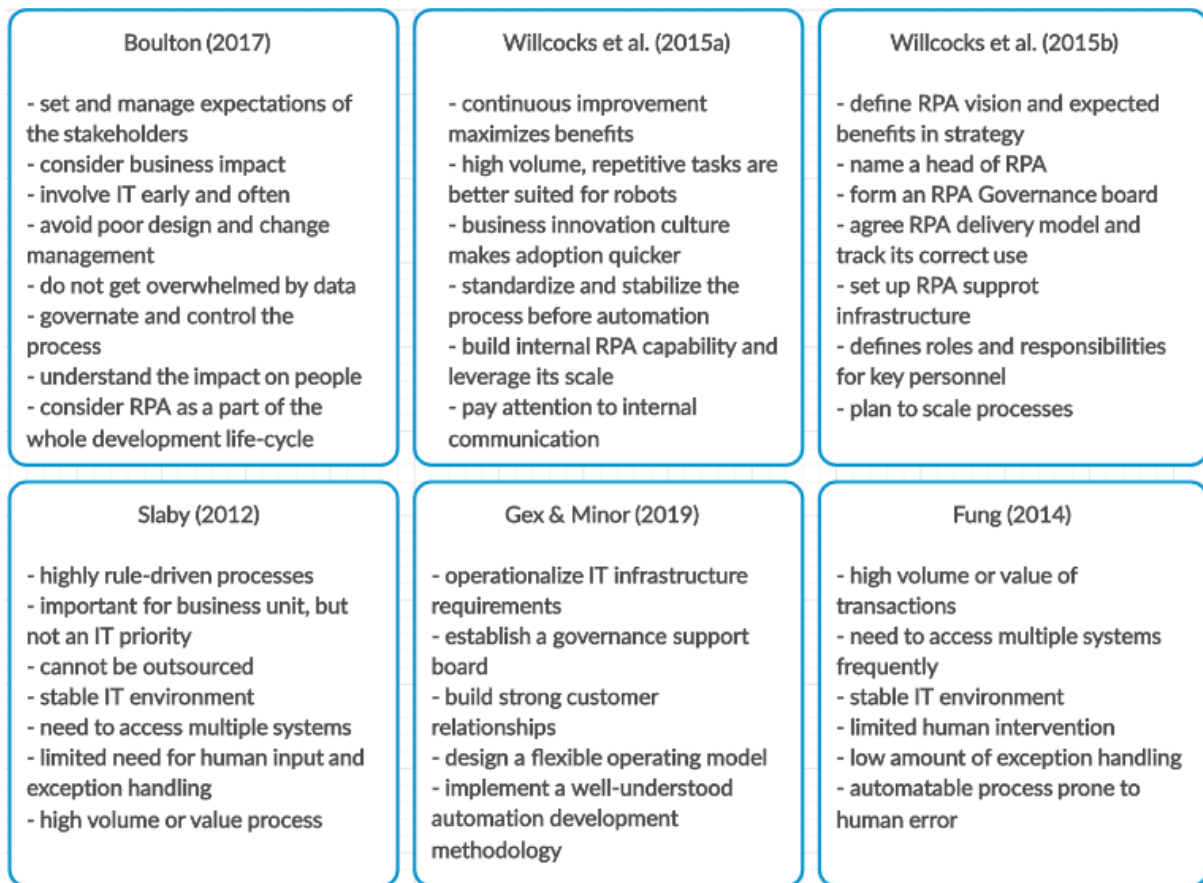 Boulton (2017)
- set and manage expectations of
the stakeholders
- consider business impact
- involve IT early and often
- avoid poor design and change
management
- do not get overwhelmed by data
- governate and control the
process
- understand the impact on people
- consider RPA as a part of the
whole development life-cycle
Willcocks et al. (2015a)
- continuous improvement
maximizes benefits
- high volume, repetitive tasks are
better suited for robots
- business innovation culture
makes adoption quicker
- standardize and stabilize the
process before automation
- build internal RPA capability and
leverage its scale
- pay attention to internal
communication
Willcocks et al. (2015b)
- define RPA vision and expected
benefits in strategy
- name a head of RPA
- form an RPA Governance board
- agree RPA delivery model and
track its correct use
- set up RPA supprot
infrastructure
- defines roles and responsibilities
for key personnel
- plan to scale processes
Slaby (2012)
- highly rule-driven processes
- important for business unit, but
not an IT priority
- cannot be outsourced
- stable IT environment
- need to access multiple systems
- limited need for human input and
exception handling
- high volume or value process
Gex & Minor (2019)
- operationalize IT infrastructure
requirements
- establish a governance support
board
- build strong customer
relationships
- design a flexible operating model
- implement a well-understood
automation development
methodology
Fung (2014)
- high volume or value of
transactions
- need to access multiple systems
frequently
- stable IT environment
- limited human intervention
- low amount of exception handling
- automatable process prone to
human error